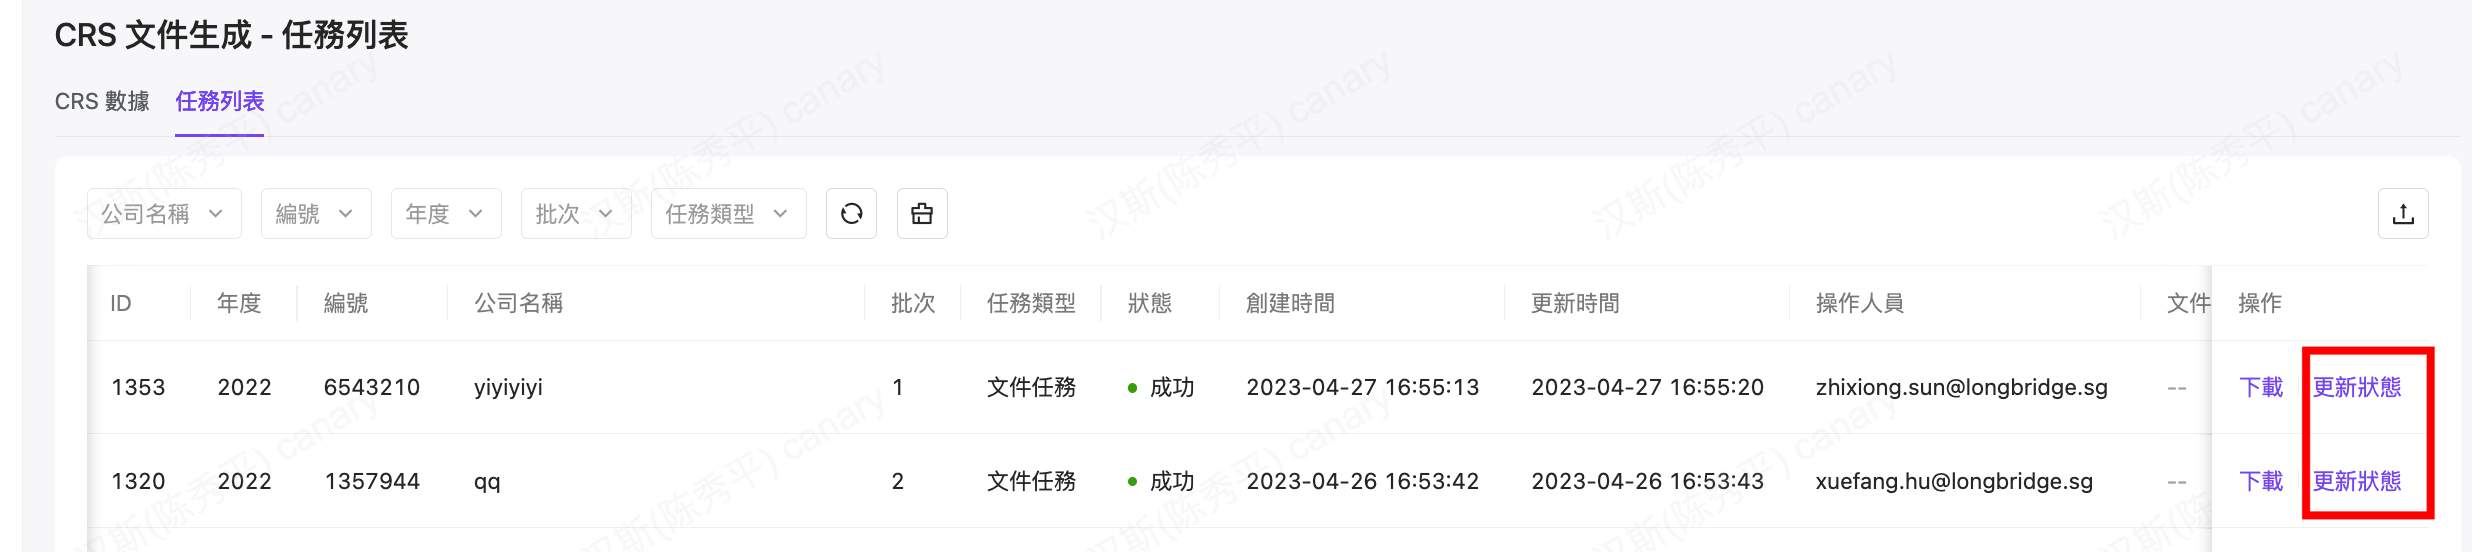 CRS 文件生成 - 任務列表
CRS 數據 任務列表
公司名稱 編號 年度 批次 任務類型
ID 年度 編號 公司名稱 批次 任務類型 狀態 創建時間 更新時間 操作人員 文件 操作
1353 2022 6543210 yiyiyiyi 1 文件任務 成功 2023-04-27 16:55:13 2023-04-27 16:55:20 zhixiong.sun@longbridge.sg -- 下載 更新狀態
1320 2022 1357944 qq 2 文件任務 成功 2023-04-26 16:53:42 2023-04-26 16:53:43 xuefang.hu@longbridge.sg -- 下載 更新狀態
汉斯(陈秀平) canary